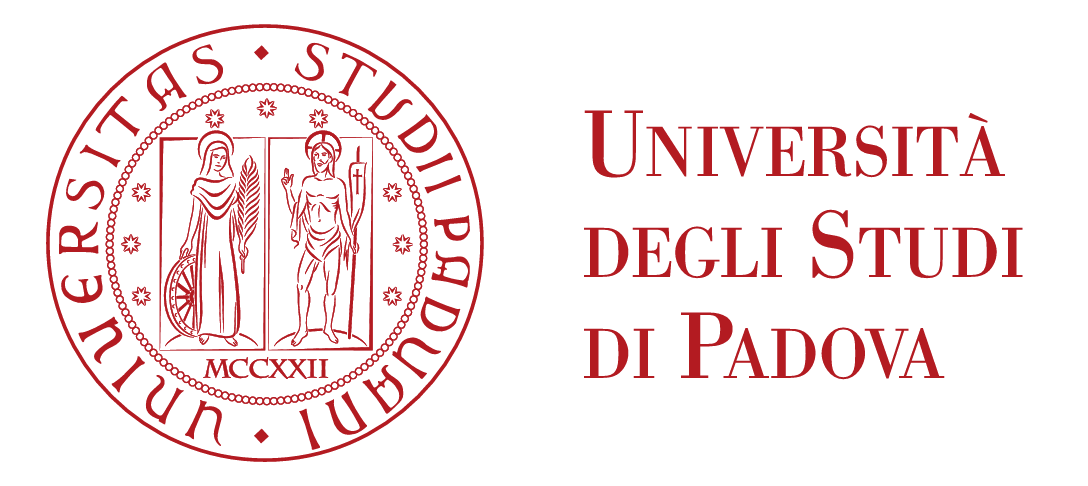 UNIVERSITAS · STUDII PADUANI ·
MCCXXII
UNIVERSITÀ
DEGLI STUDI
DI PADOVA